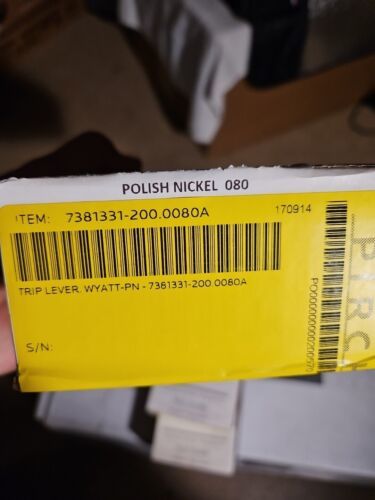 POLISH NICKEL 080
ITEM: 7381331-200.0080A
170914
TRIP LEVER, WYATT-PN - 7381331-200.0080A
S/N: